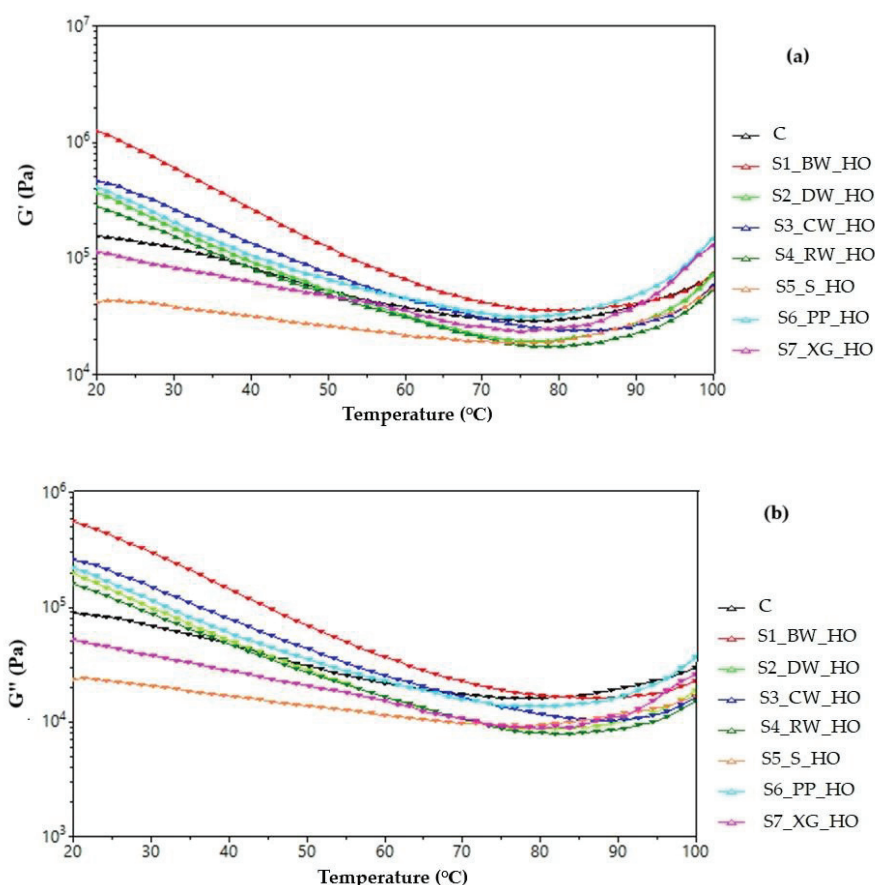 (a)
G' (Pa)
10⁷
10⁶
10⁵
10⁴
20 30 40 50 60 70 80 90 100
Temperature (°C)
C
S1_BW_HO
S2_DW_HO
S3_CW_HO
S4_RW_HO
S5_S_HO
S6_PP_HO
S7_XG_HO
(b)
G" (Pa)
10⁶
10⁵
10⁴
10³
20 30 40 50 60 70 80 90 100
Temperature (°C)
C
S1_BW_HO
S2_DW_HO
S3_CW_HO
S4_RW_HO
S5_S_HO
S6_PP_HO
S7_XG_HO